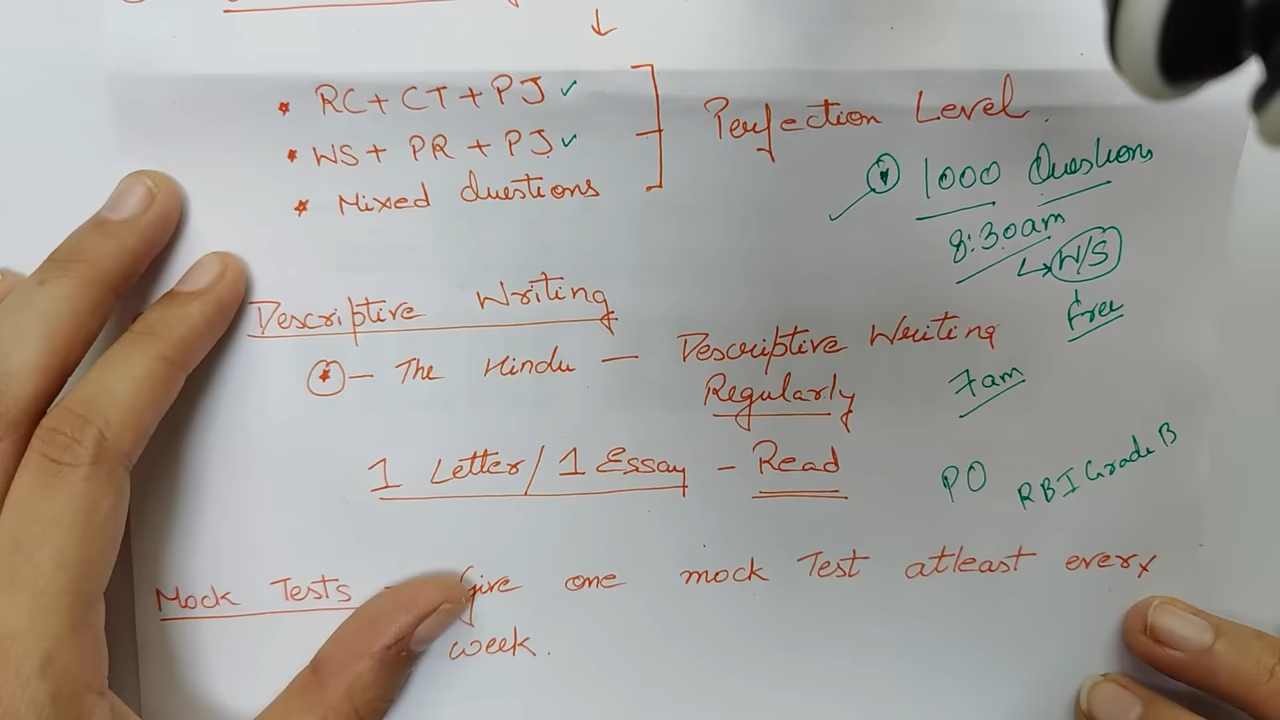 * RC + CT + PJ ✓
* WS + PR + PJ ✓
* Mixed Questions
Perfection Level.
* 1000 Questions
8:30am
↳ W/S
free
Descriptive Writing
* - The Hindu - Descriptive Writing
Regularly
7am
1 Letter / 1 Essay - Read
PO
RBI Grade B
Mock Tests - Give one mock Test atleast every
week.